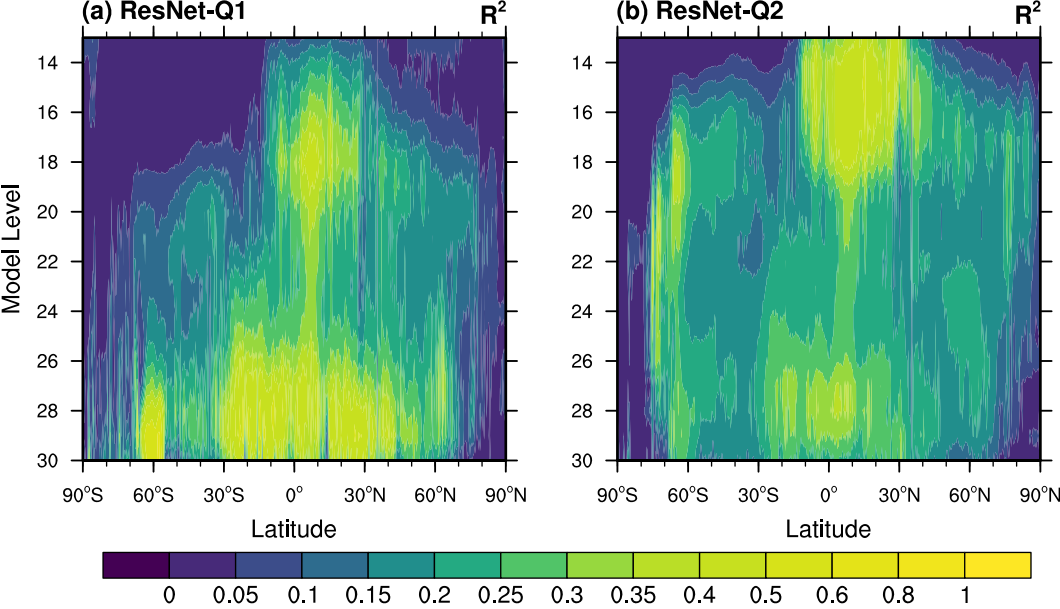 (a) ResNet-Q1 R²
(b) ResNet-Q2 R²
Model Level
14
16
18
20
22
24
26
28
30
14
16
18
20
22
24
26
28
30
90°S 60°S 30°S 0° 30°N 60°N 90°N
90°S 60°S 30°S 0° 30°N 60°N 90°N
Latitude
Latitude
0 0.05 0.1 0.15 0.2 0.25 0.3 0.35 0.4 0.5 0.6 0.8 1